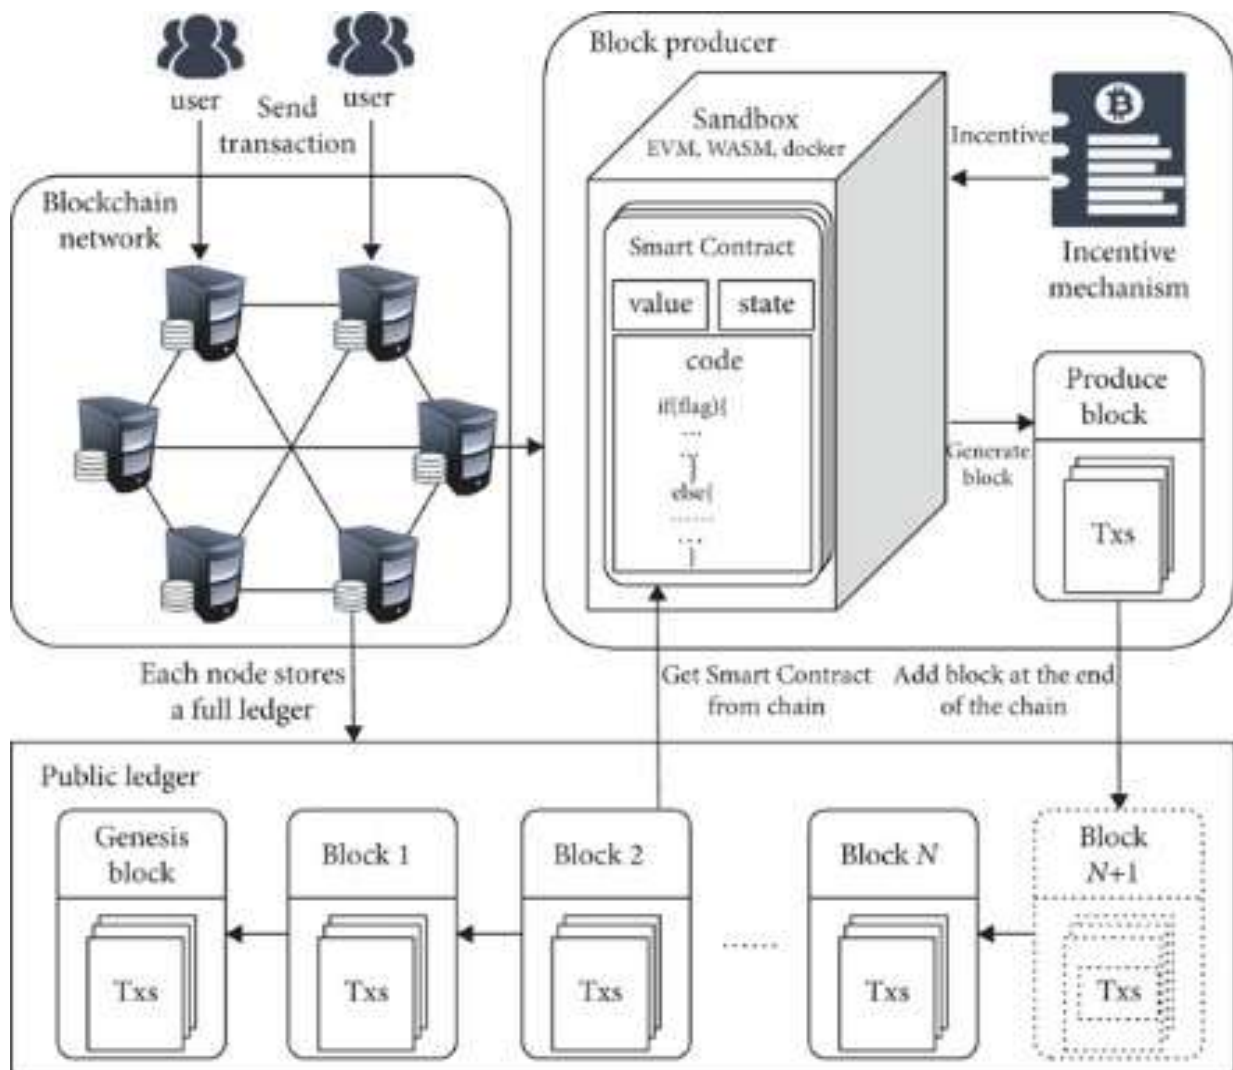 user
user
Send
transaction
Blockchain
network
Each node stores
a full ledger
Block producer
Sandbox
EVM, WASM, docker
Smart Contract
value
state
code
if(flag){
...
...
}
else{
......
...
}
Incentive
Incentive
mechanism
Generate
block
Produce
block
Txs
Get Smart Contract
from chain
Add block at the end
of the chain
Public ledger
Genesis
block
Txs
Block 1
Txs
Block 2
Txs
......
Block N
Txs
Block
N+1
Txs